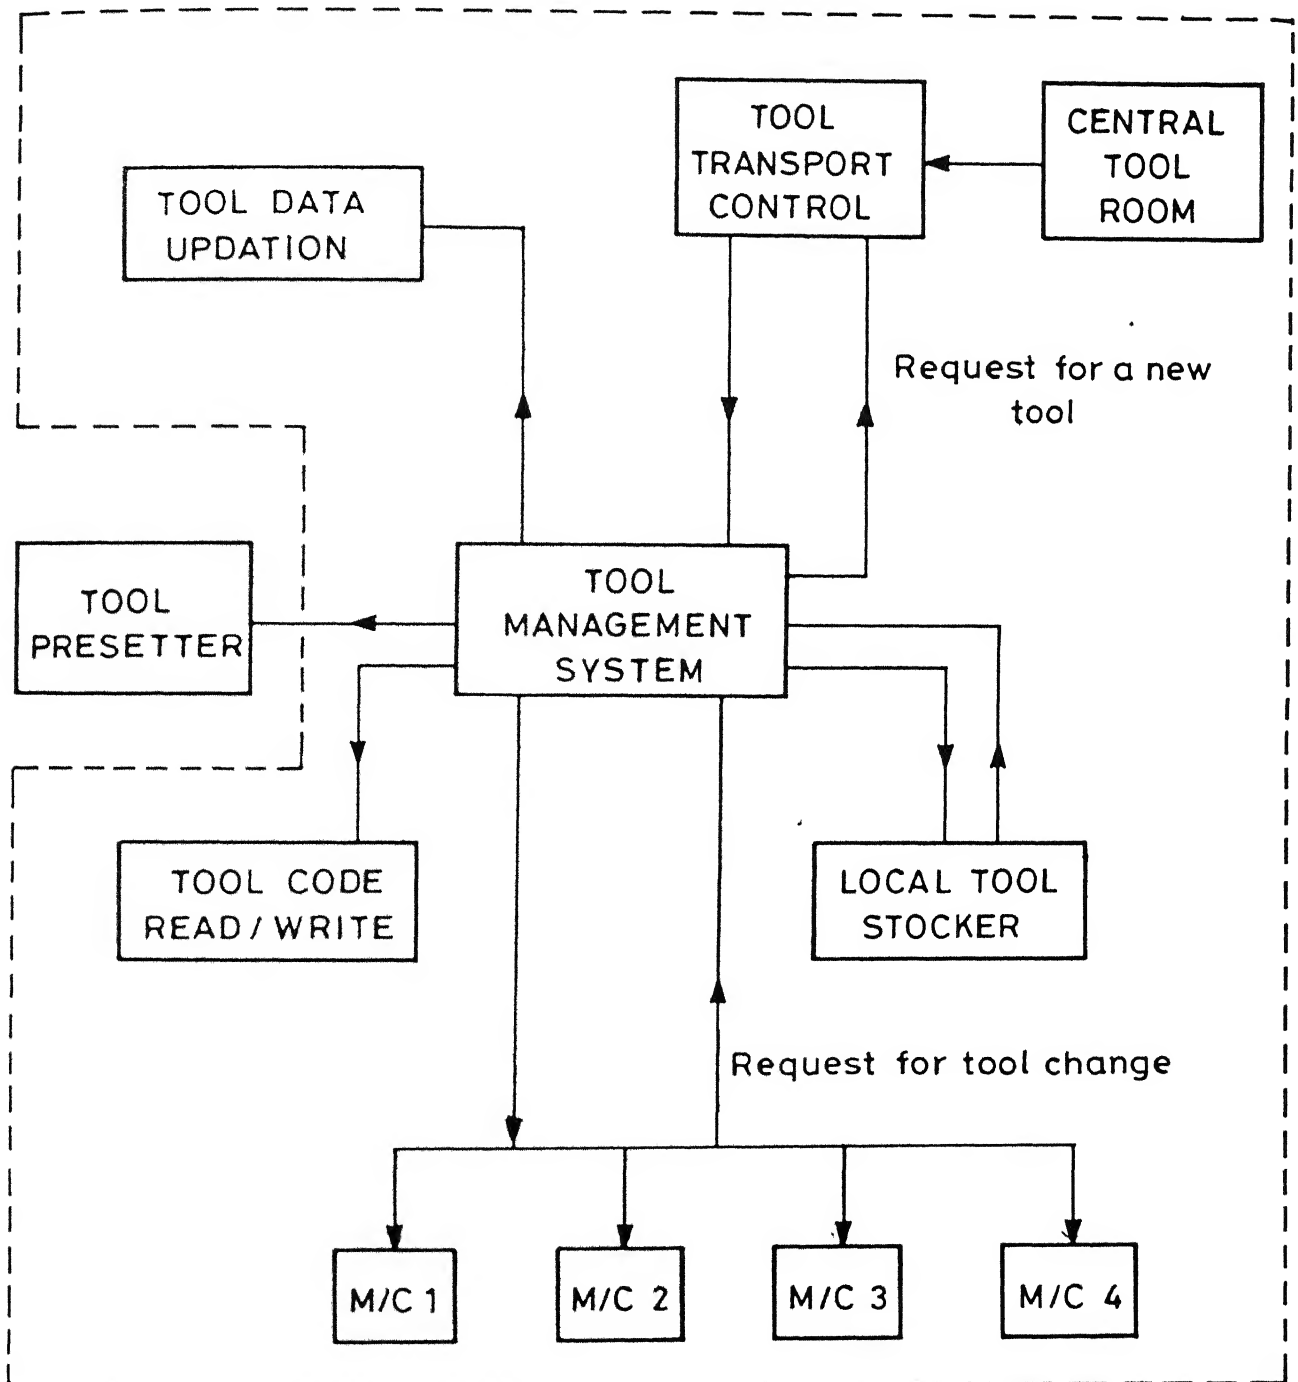 TOOL
TRANSPORT
CONTROL
CENTRAL
TOOL
ROOM
TOOL DATA
UPDATION
Request for a new
tool
TOOL
PRESETTER
TOOL
MANAGEMENT
SYSTEM
TOOL CODE
READ/WRITE
LOCAL TOOL
STOCKER
Request for tool change
M/C 1
M/C 2
M/C 3
M/C 4